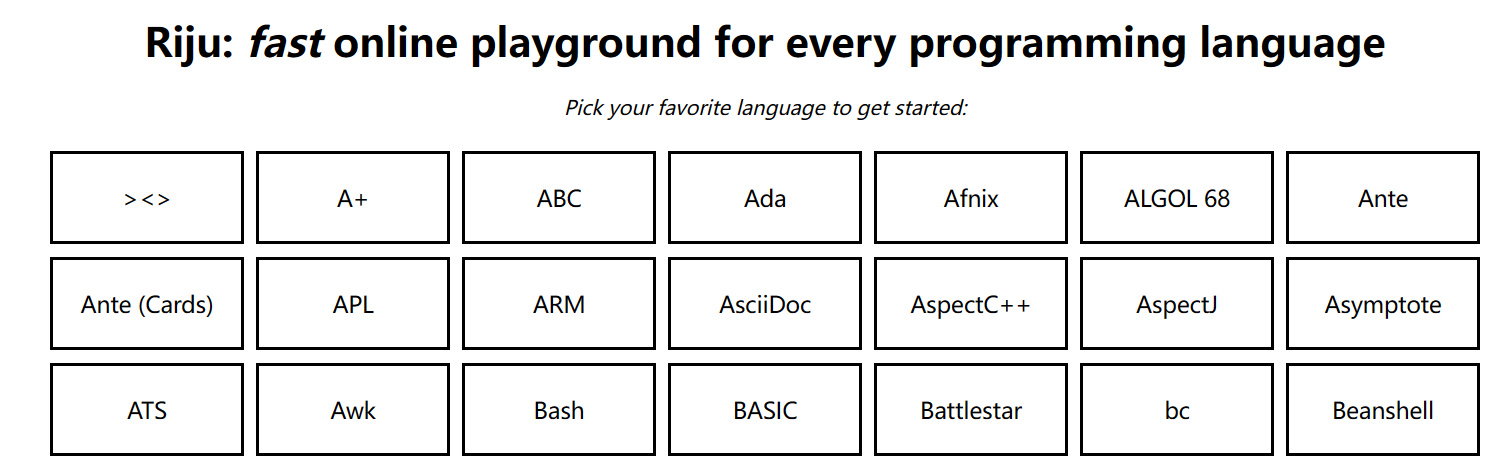 Riju: fast online playground for every programming language
Pick your favorite language to get started:
><> A+ ABC Ada Afnix ALGOL 68 Ante
Ante (Cards) APL ARM AsciiDoc AspectC++ AspectJ Asymptote
ATS Awk Bash BASIC Battlestar bc Beanshell